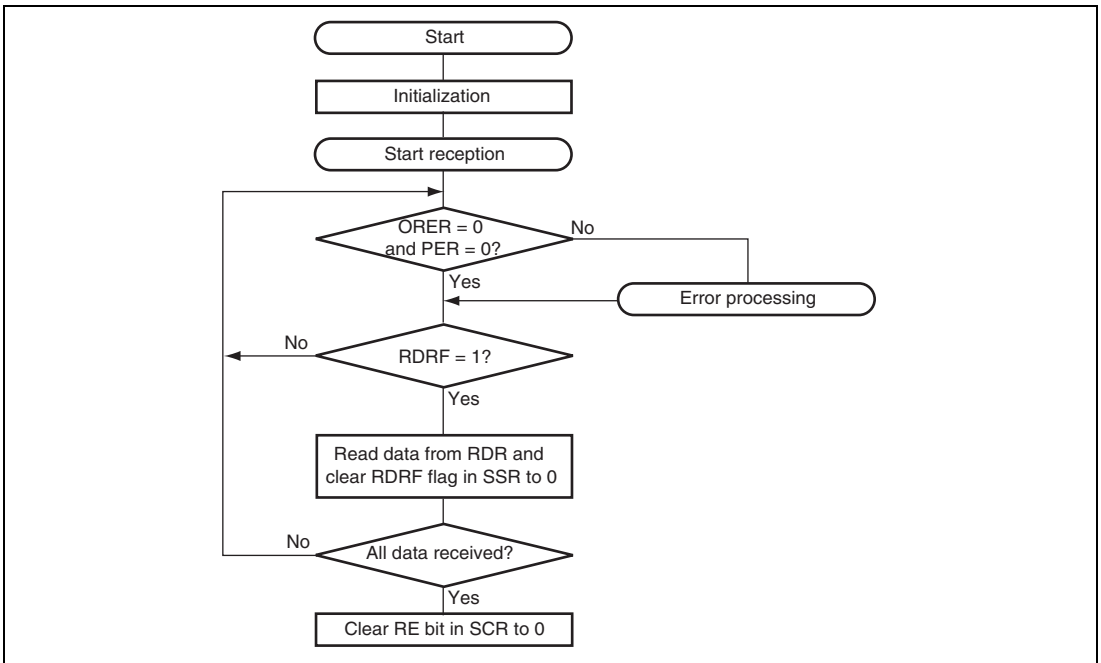 Start
Initialization
Start reception
ORER = 0
and PER = 0?
No
Yes
Error processing
No
RDRF = 1?
Yes
Read data from RDR and
clear RDRF flag in SSR to 0
No
All data received?
Yes
Clear RE bit in SCR to 0